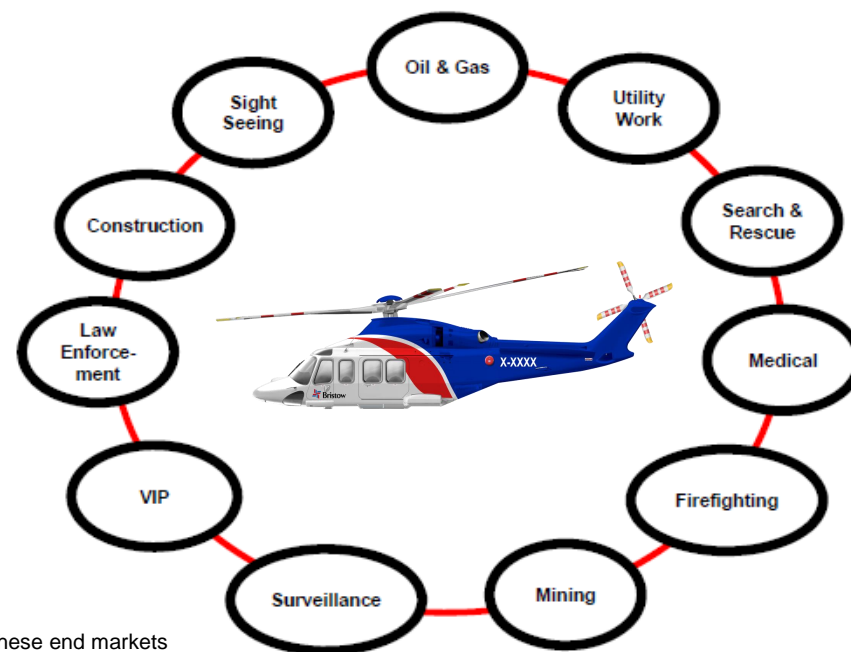 Oil & Gas
Utility
Work
Search &
Rescue
Medical
Firefighting
Mining
Surveillance
VIP
Law
Enforce-
ment
Construction
Sight
Seeing
X-XXXX
Bristow
end markets